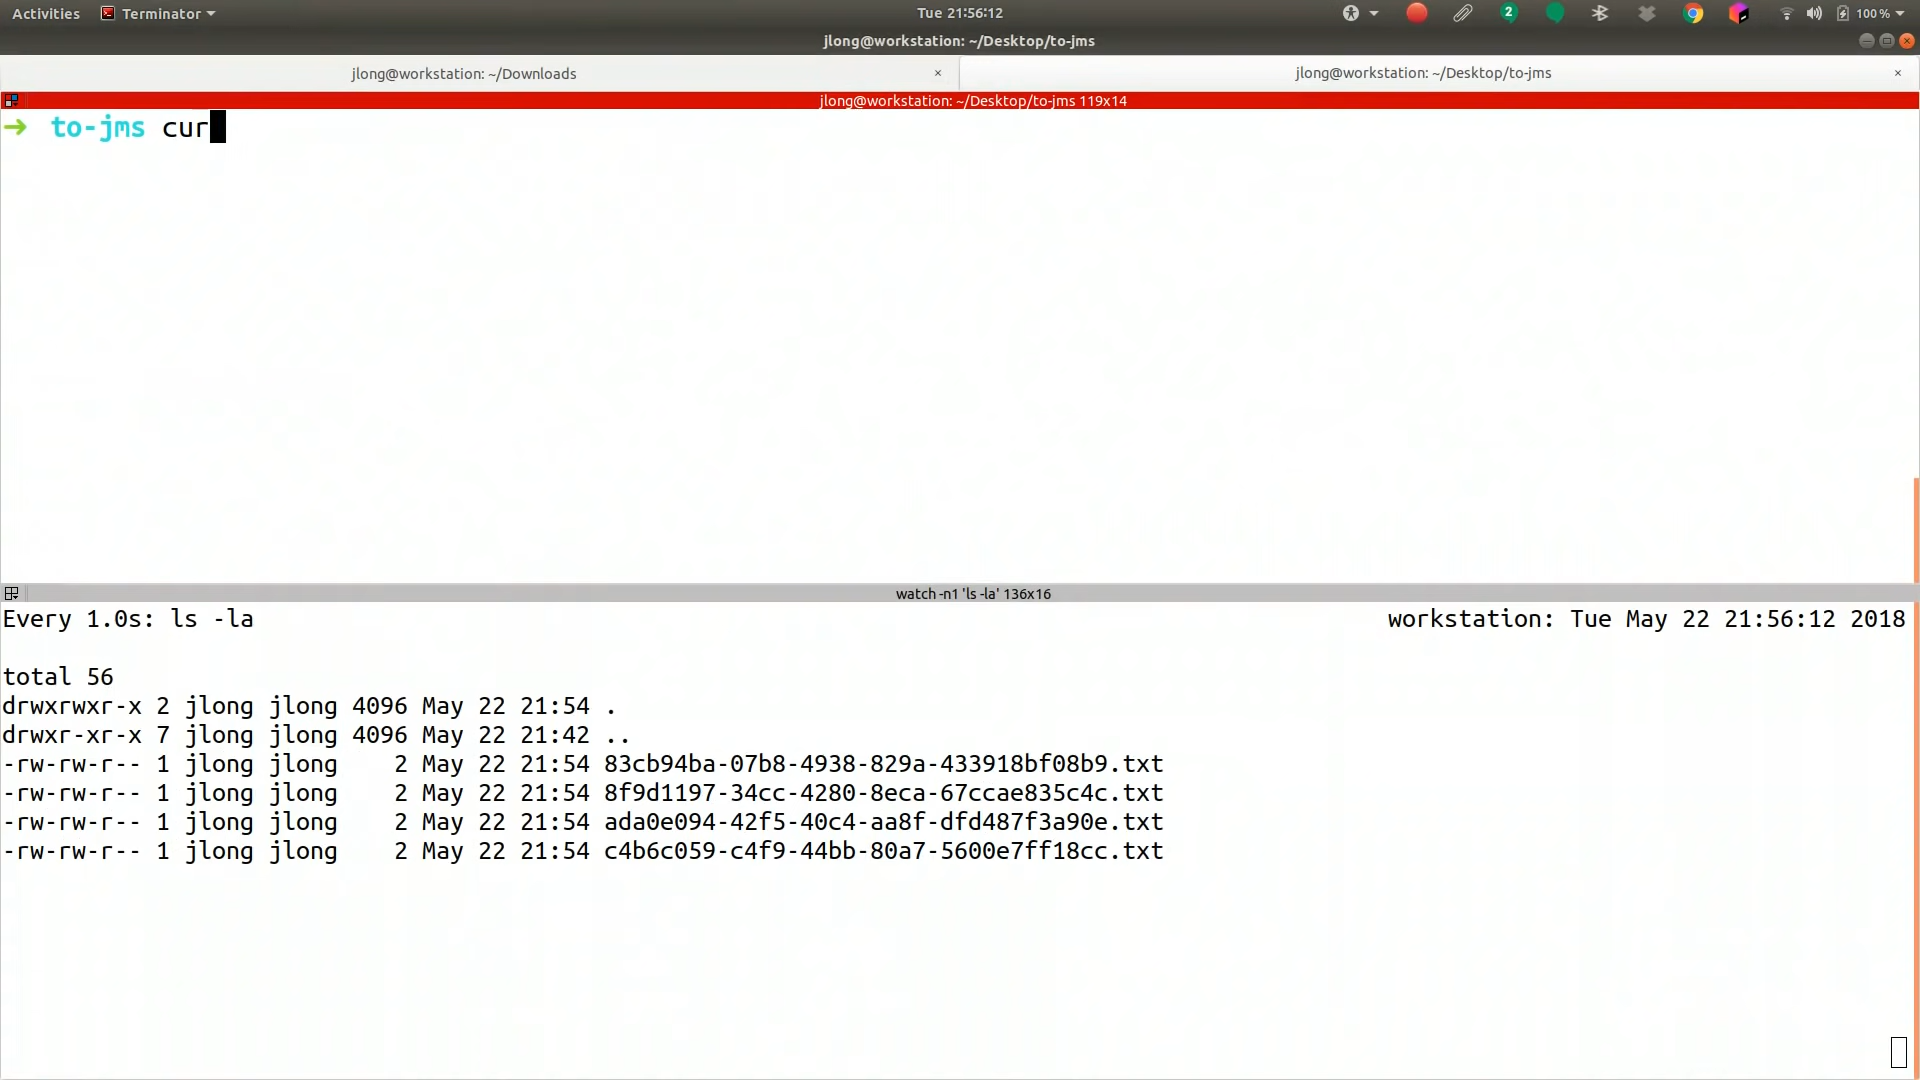 Activities Terminator Tue 21:56:12 2 100 %
jlong@workstation: ~/Desktop/to-jms
jlong@workstation: ~/Downloads × jlong@workstation: ~/Desktop/to-jms ×
jlong@workstation: ~/Desktop/to-jms 119x14
➜ to-jms cur
watch -n1 'ls -la' 136x16
Every 1.0s: ls -la workstation: Tue May 22 21:56:12 2018
total 56
drwxrwxr-x 2 jlong jlong 4096 May 22 21:54 .
drwxr-xr-x 7 jlong jlong 4096 May 22 21:42 ..
-rw-rw-r-- 1 jlong jlong 2 May 22 21:54 83cb94ba-07b8-4938-829a-433918bf08b9.txt
-rw-rw-r-- 1 jlong jlong 2 May 22 21:54 8f9d1197-34cc-4280-8eca-67ccae835c4c.txt
-rw-rw-r-- 1 jlong jlong 2 May 22 21:54 ada0e094-42f5-40c4-aa8f-dfd487f3a90e.txt
-rw-rw-r-- 1 jlong jlong 2 May 22 21:54 c4b6c059-c4f9-44bb-80a7-5600e7ff18cc.txt